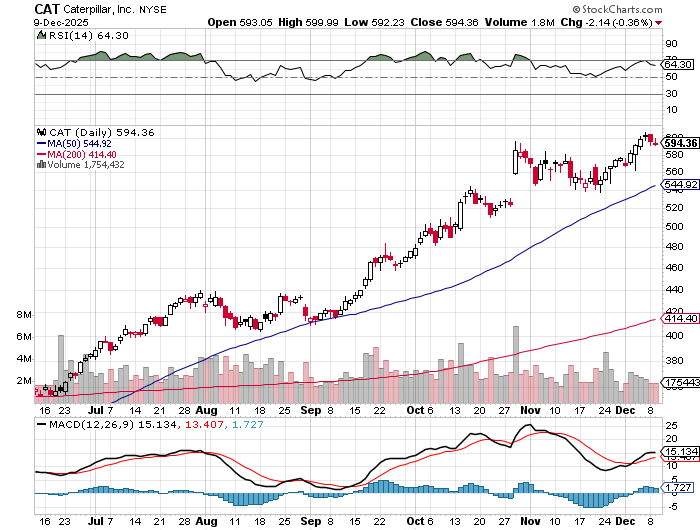 CAT Caterpillar, Inc. NYSE © StockCharts.com
9-Dec-2025 Open 593.05 High 599.99 Low 592.23 Close 594.36 Volume 1.8M Chg -2.14 (-0.36%)
RSI(14) 64.30
90
70
64.30
50
30
10
CAT (Daily) 594.36
MA(50) 544.92
MA(200) 414.40
Volume 1,754,432
594.36
580
560
544.92
520
500
480
460
440
420
414.40
400
380
8M
6M
4M
2M
175443
16 23 Jul 7 14 21 28 Aug 11 18 25 Sep 8 15 22 Oct 6 13 20 27 Nov 10 17 24 Dec 8
MACD(12,26,9) 15.134, 13.407, 1.727
25
20
15.134
10
5
1.727
-5
16 23 Jul 7 14 21 28 Aug 11 18 25 Sep 8 15 22 Oct 6 13 20 27 Nov 10 17 24 Dec 8